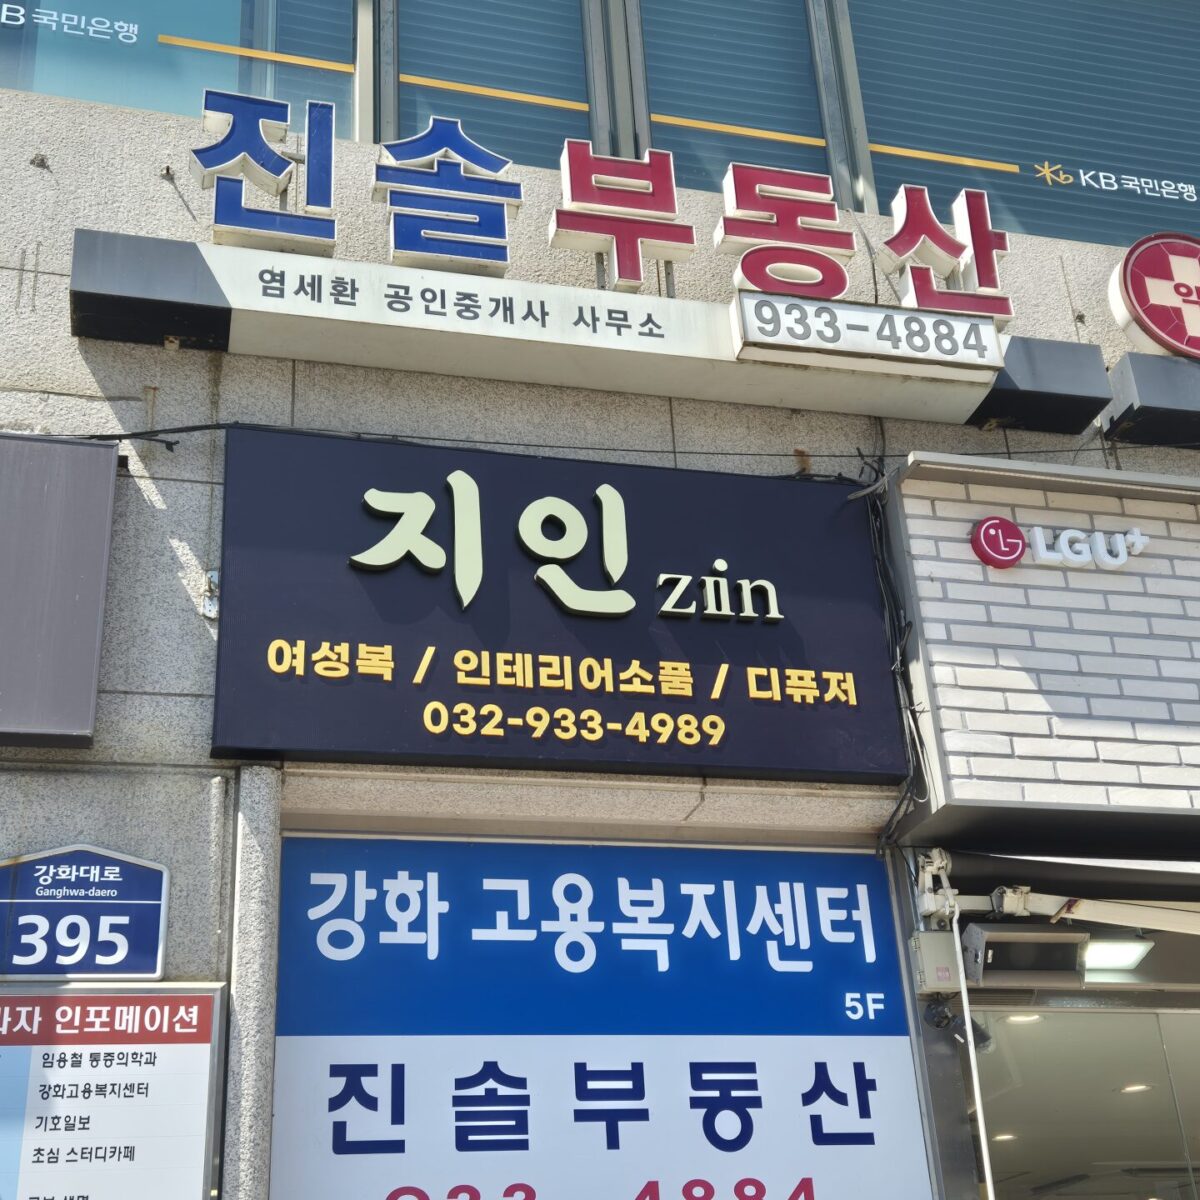 KB국민은행
KB국민은행
진솔부동산
염세환 공인중개사 사무소
933-4884
지인 zin
여성복 / 인테리어소품 / 디퓨저
032-933-4989
LG U+
강화대로
Ganghwa-daero
395
강화 고용복지센터
5F
진솔부동산
933-4884
인포메이션
임용철 통증의학과
강화고용복지센터
기호일보
초심 스터디카페